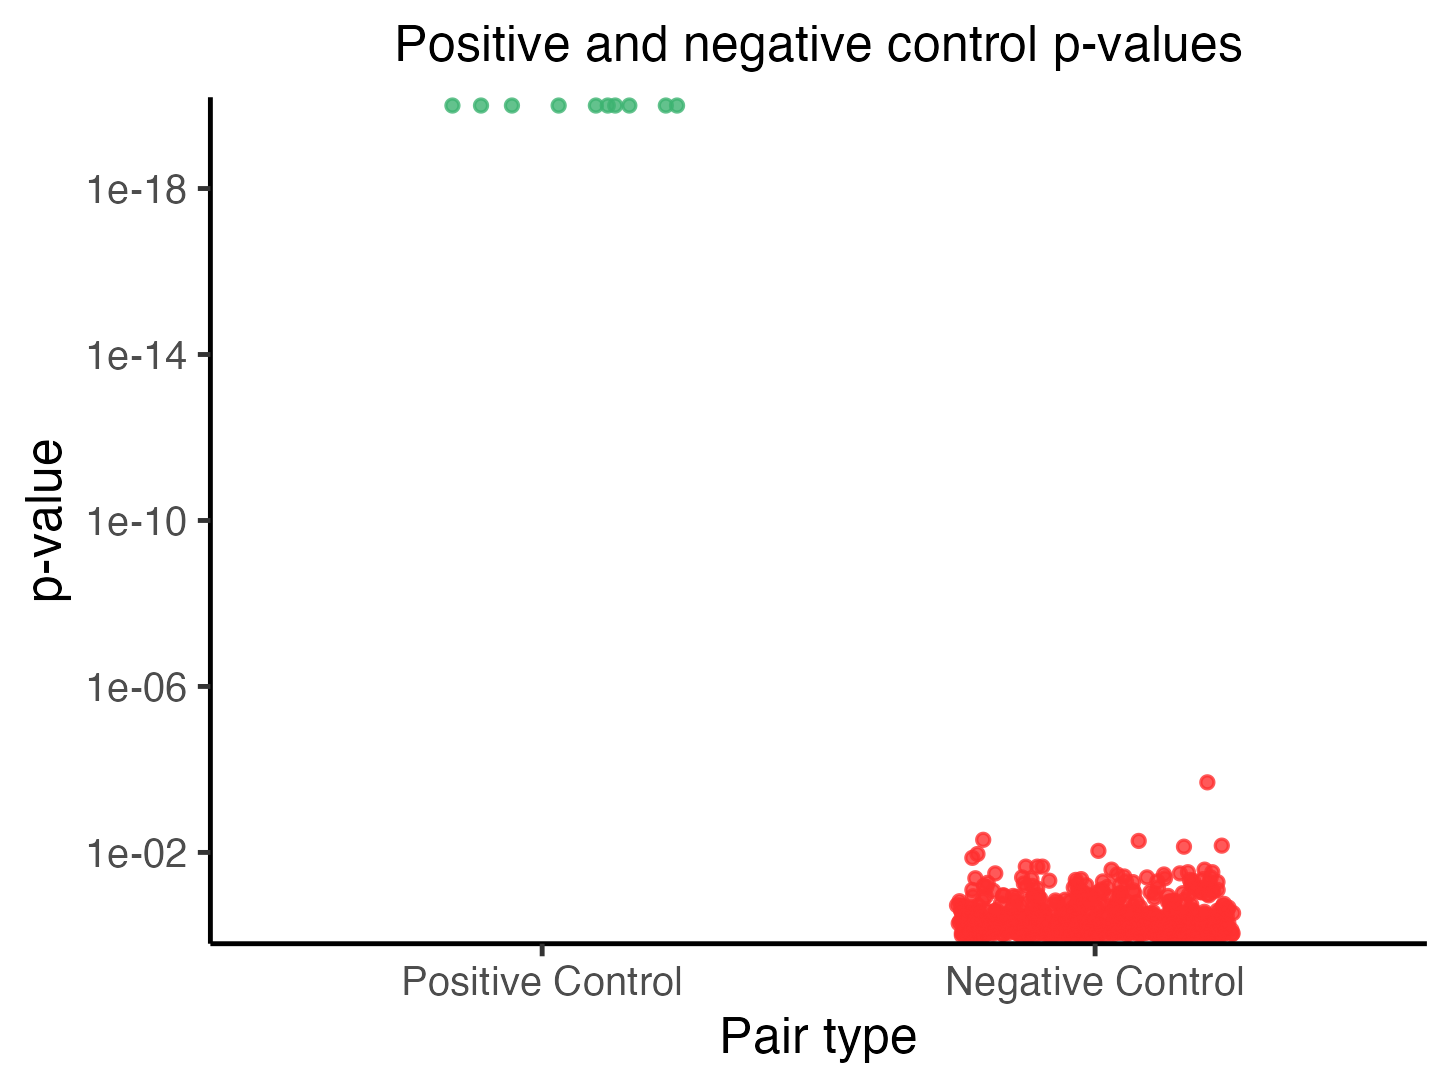 Positive and negative control p-values
1e-18
1e-14
1e-10
1e-06
1e-02
p-value
Positive Control
Negative Control
Pair type